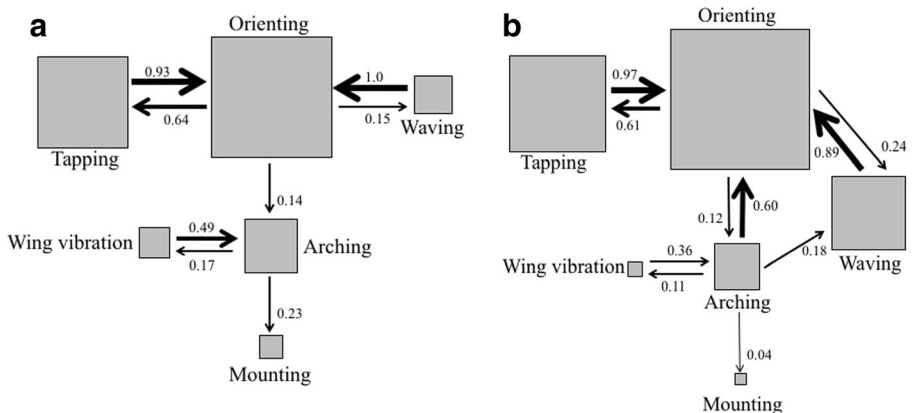 a
Orienting
0.93
1.0
0.64
0.15
Tapping
Waving
0.14
Wing vibration
0.49
0.17
Arching
0.23
Mounting
b
Orienting
0.97
0.61
0.24
0.89
Tapping
0.12
0.60
Wing vibration
0.36
0.11
0.18
Waving
Arching
0.04
Mounting